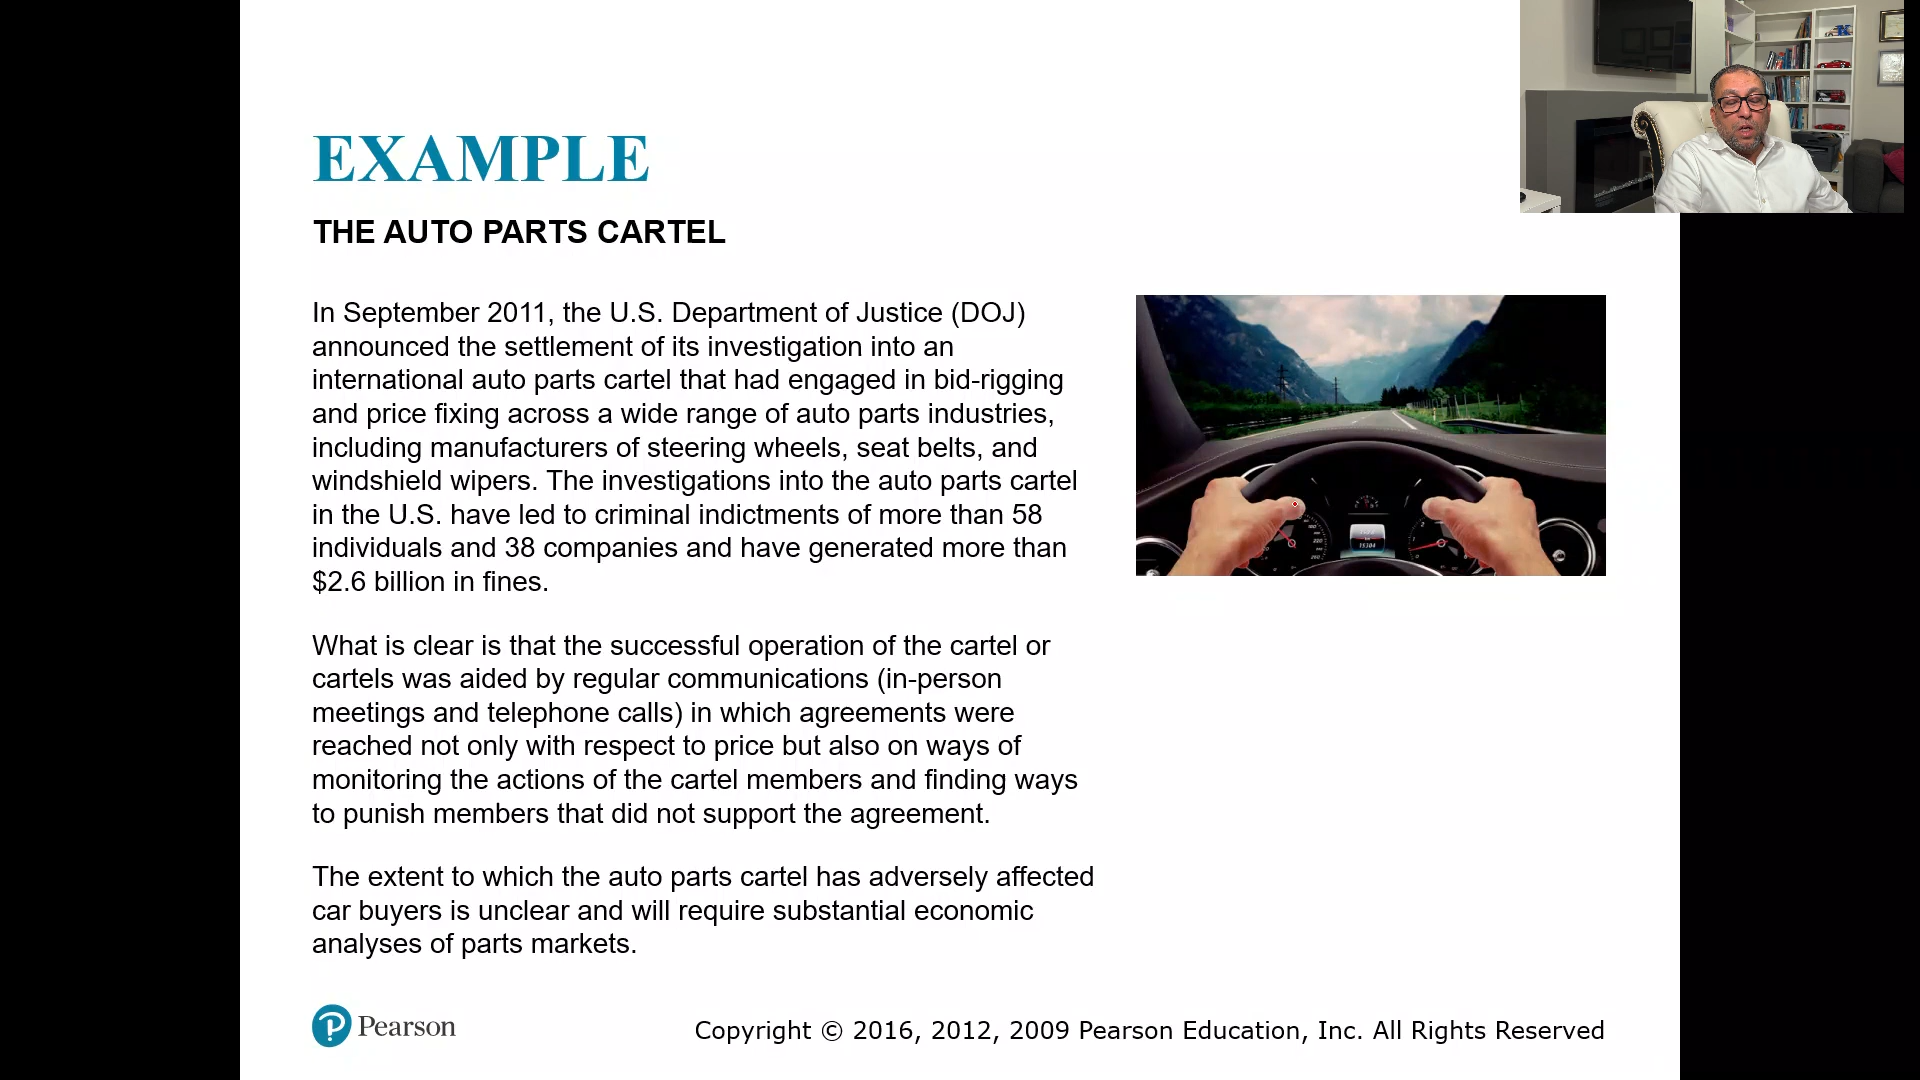 EXAMPLE
THE AUTO PARTS CARTEL
In September 2011, the U.S. Department of Justice (DOJ)
announced the settlement of its investigation into an
international auto parts cartel that had engaged in bid-rigging
and price fixing across a wide range of auto parts industries,
including manufacturers of steering wheels, seat belts, and
windshield wipers. The investigations into the auto parts cartel
in the U.S. have led to criminal indictments of more than 58
individuals and 38 companies and have generated more than
$2.6 billion in fines.
What is clear is that the successful operation of the cartel or
cartels was aided by regular communications (in-person
meetings and telephone calls) in which agreements were
reached not only with respect to price but also on ways of
monitoring the actions of the cartel members and finding ways
to punish members that did not support the agreement.
The extent to which the auto parts cartel has adversely affected
car buyers is unclear and will require substantial economic
analyses of parts markets.
Pearson
Copyright © 2016, 2012, 2009 Pearson Education, Inc. All Rights Reserved